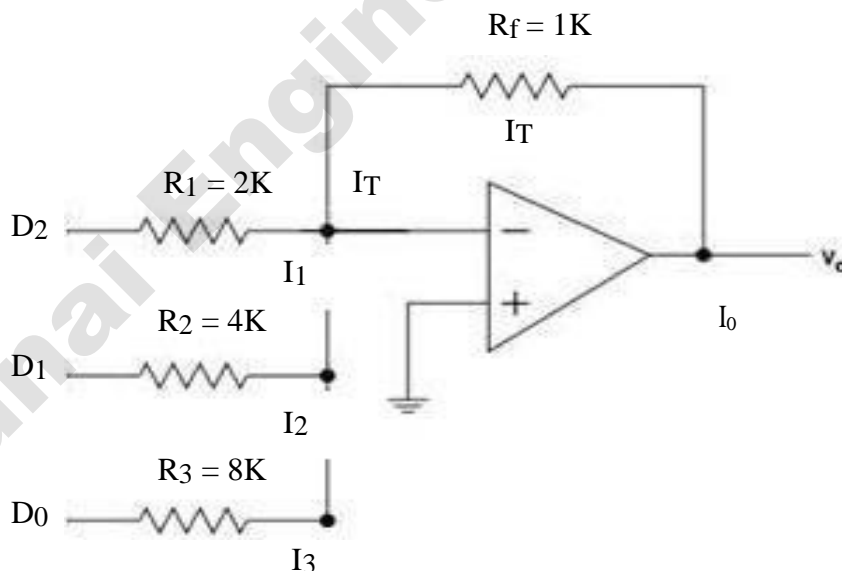 Rf = 1K
IT
R1 = 2K
IT
D2
I1
R2 = 4K
I0
D1
I2
R3 = 8K
D0
I3